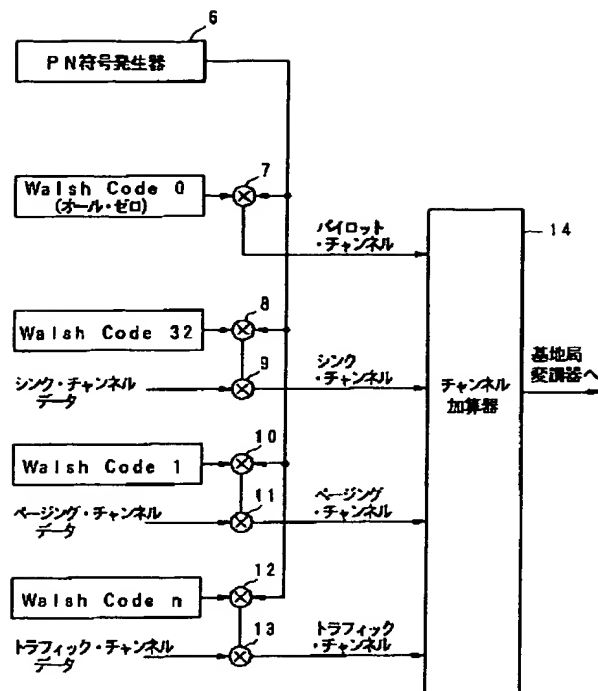 6
PN符号発生器
Walsh Code 0
(オール・ゼロ)
7
パイロット
・チャンネル
14
Walsh Code 32
8
シンク・チャンネル
データ
9
シンク・
チャンネル
チャンネル
加算器
基地局
変調器へ
Walsh Code 1
10
ページング・チャンネル
データ
11
ページング
・チャンネル
Walsh Code n
12
トラフィック・チャンネル
データ
13
トラフィック・
チャンネル